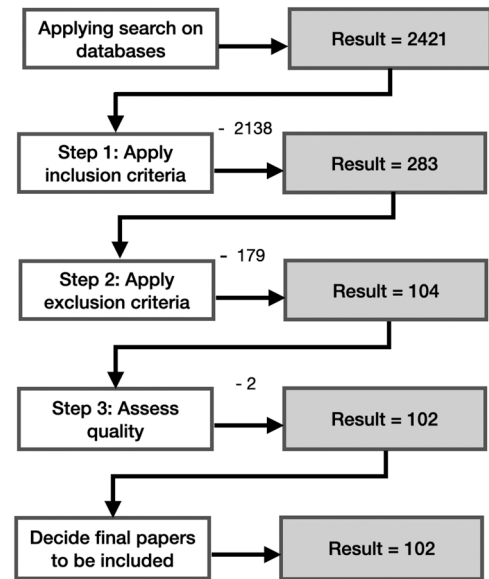 Applying search on
databases
Result = 2421
- 2138
Step 1: Apply
inclusion criteria
Result = 283
- 179
Step 2: Apply
exclusion criteria
Result = 104
- 2
Step 3: Assess
quality
Result = 102
Decide final papers
to be included
Result = 102